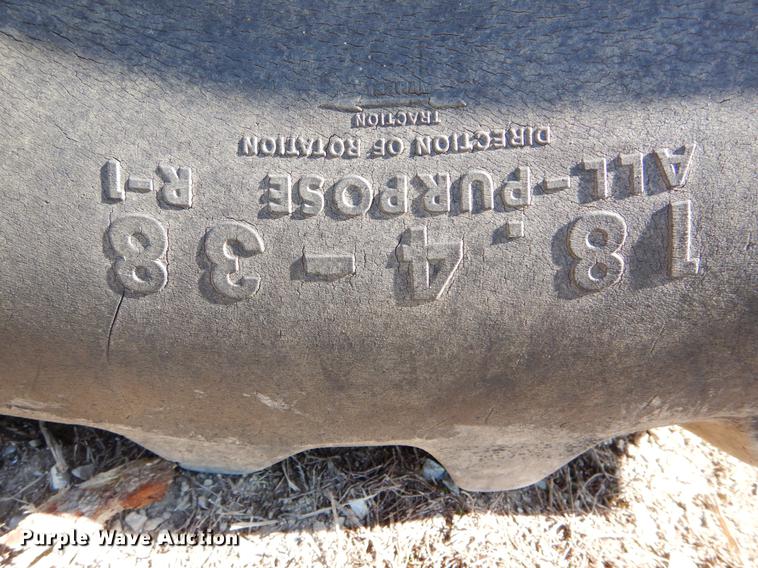 18.4-38
ALL-PURPOSE R-1
DIRECTION OF ROTATION
TRACTION
Purple Wave Auction